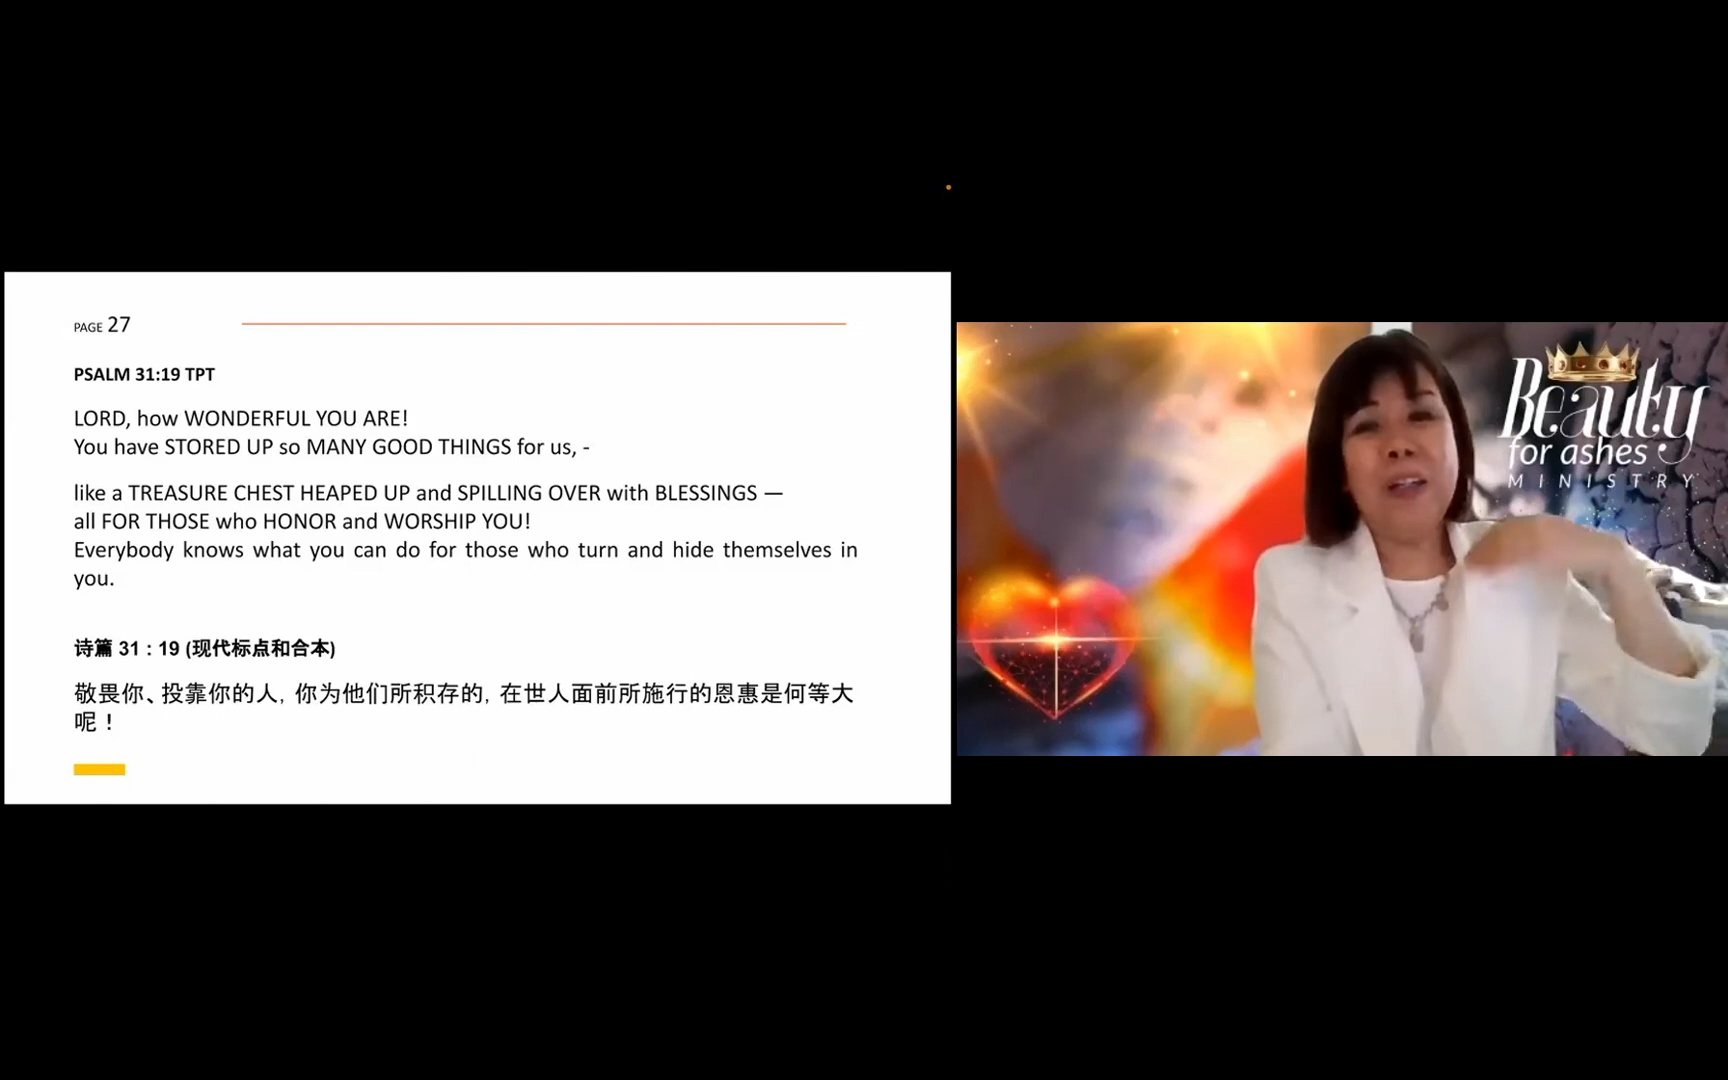 PAGE 27
PSALM 31:19 TPT
LORD, how WONDERFUL YOU ARE!
You have STORED UP so MANY GOOD THINGS for us, -
like a TREASURE CHEST HEAPED UP and SPILLING OVER with BLESSINGS —
all FOR THOSE who HONOR and WORSHIP YOU!
Everybody knows what you can do for those who turn and hide themselves in
you.
诗篇 31 : 19 (现代标点和合本)
敬畏你、投靠你的人, 你为他们所积存的, 在世人面前所施行的恩惠是何等大
呢！
Beauty
for ashes
MINISTRY